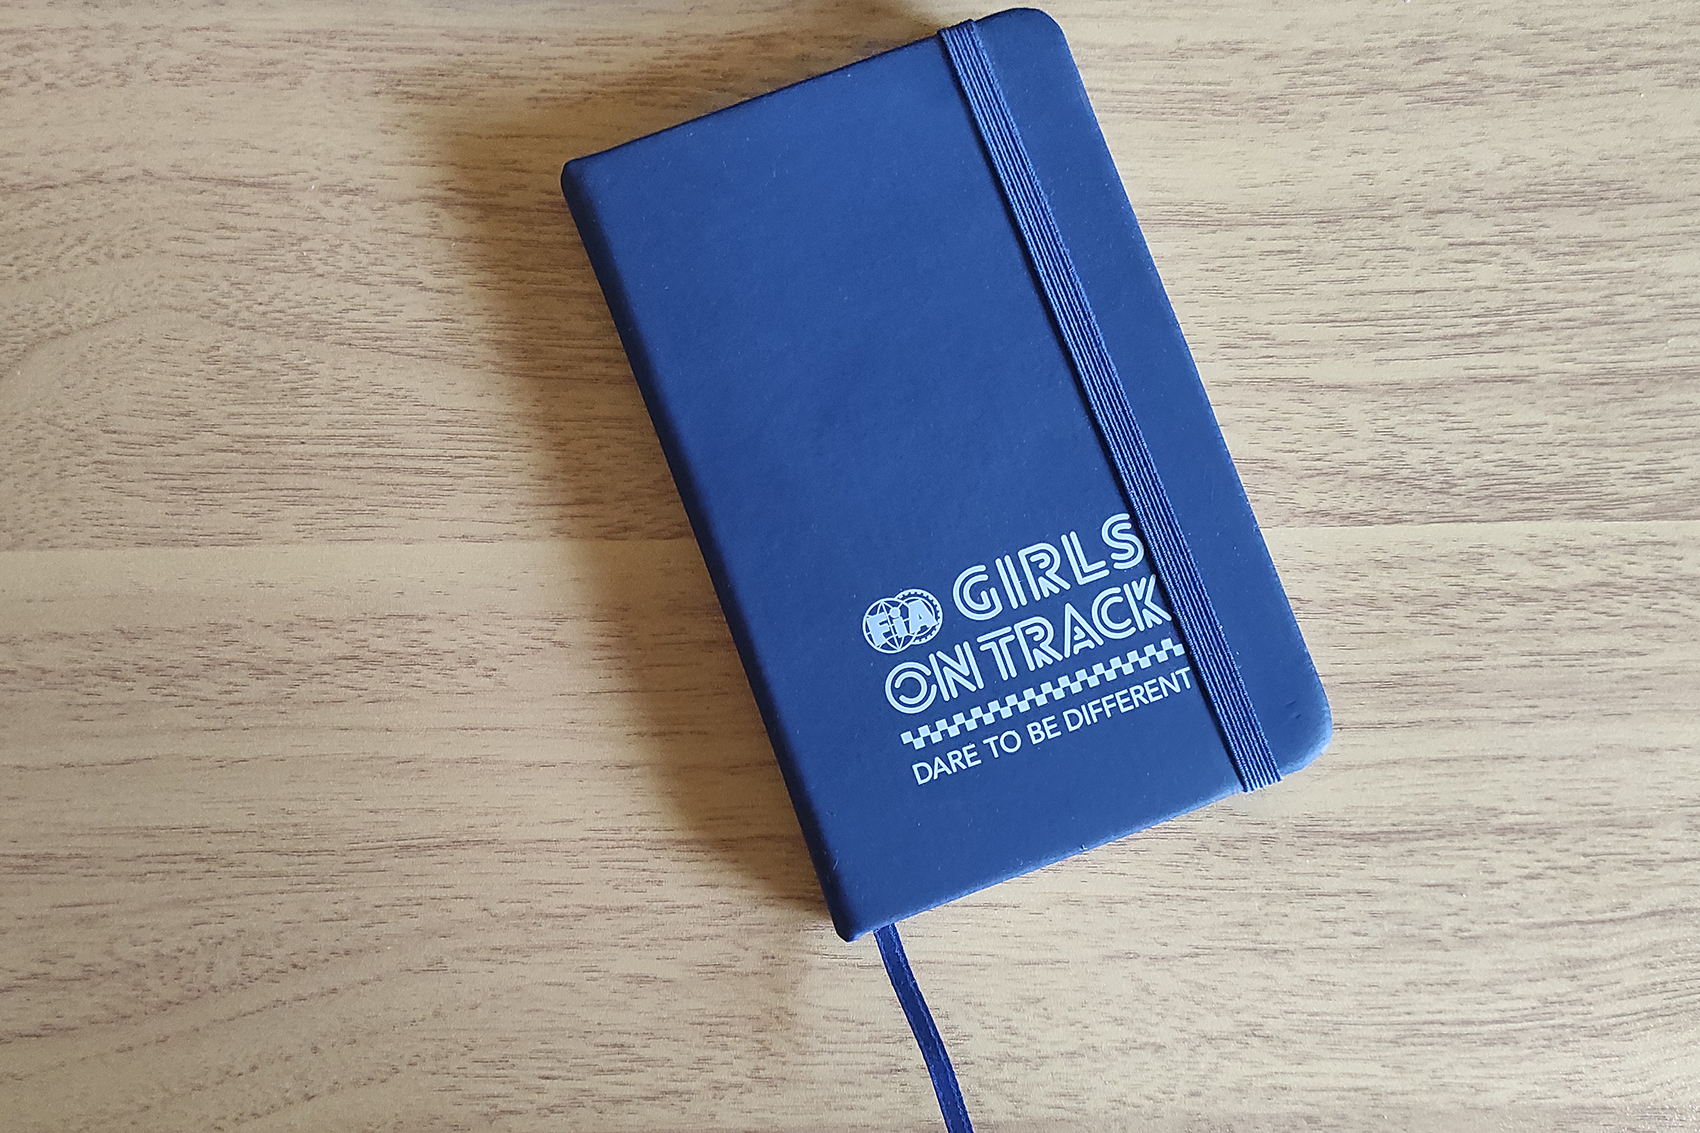 FIA GIRLS
ON TRACK
DARE TO BE DIFFERENT